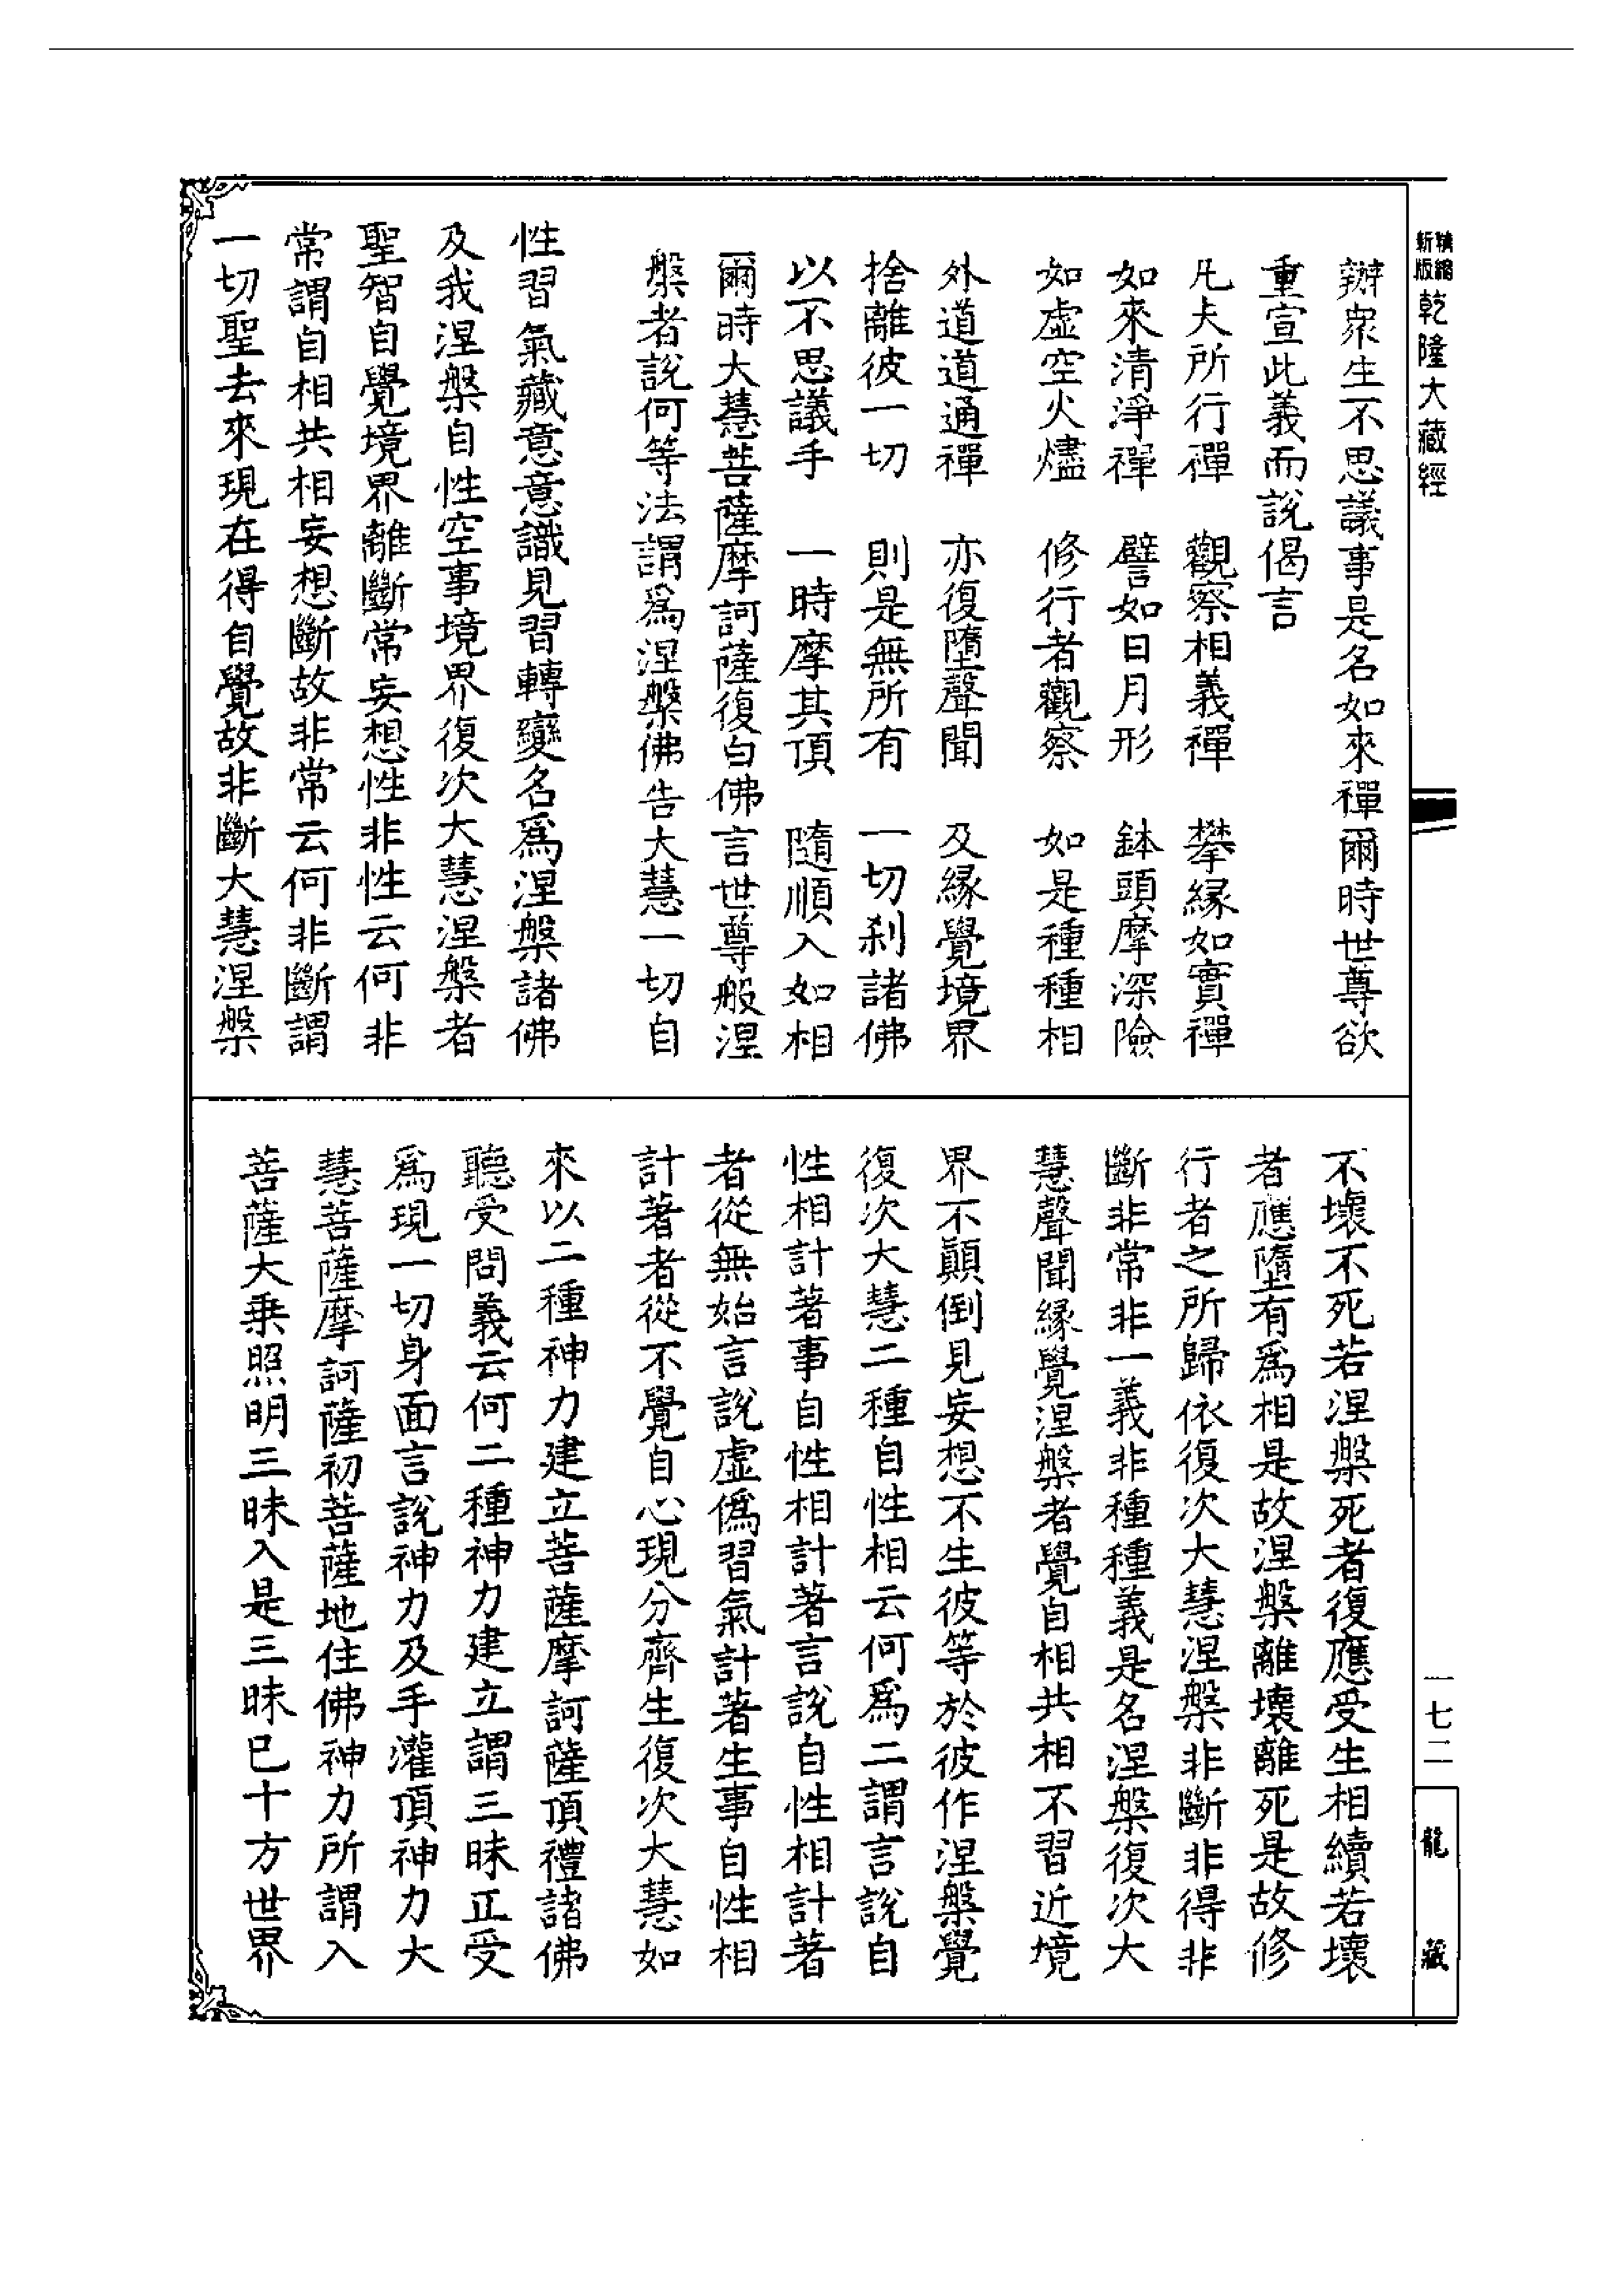 精縮新版 乾隆大藏經
辦衆生不思議事是名如來禪爾時世尊欲
重宣此義而說偈言
凡夫所行禪　觀察相義禪　攀緣如實禪
如來清淨禪　譬如日月形　鉢頭摩深險
如虛空火燼　修行者觀察　如是種種相
外道道通禪　亦復墮聲聞　及緣覺境界
捨離彼一切　則是無所有　一切刹諸佛
以不思議手　一時摩其頂　隨順入如相
爾時大慧菩薩摩訶薩復白佛言世尊般涅
槃者說何等法謂爲涅槃佛告大慧一切自
性習氣藏意意識見習轉變名爲涅槃諸佛
及我涅槃自性空事境界復次大慧涅槃者
聖智自覺境界離斷常妄想性非性云何非
常謂自相共相妄想斷故非常云何非斷謂
一切聖去來現在得自覺故非斷大慧涅槃
不壞不死若涅槃死者復應受生相續若壞
者應墮有爲相是故涅槃離壞離死是故修
行者之所歸依復次大慧涅槃非斷非得非
斷非常非一義非種種義是名涅槃復次大
慧聲聞緣覺涅槃者覺自相共相不習近境
界不顚倒見妄想不生彼等於彼作涅槃覺
復次大慧二種自性相云何爲二謂言說自
性相計著事自性相計著言說自性相計著
者從無始言說虛僞習氣計著生事自性相
計著者從不覺自心現分齊生復次大慧如
來以二種神力建立菩薩摩訶薩頂禮諸佛
聽受問義云何二種神力建立謂三昧正受
爲現一切身面言說神力及手灌頂神力大
慧菩薩摩訶薩初菩薩地住佛神力所謂入
菩薩大乗照明三昧入是三昧已十方世界
一七二
龍藏